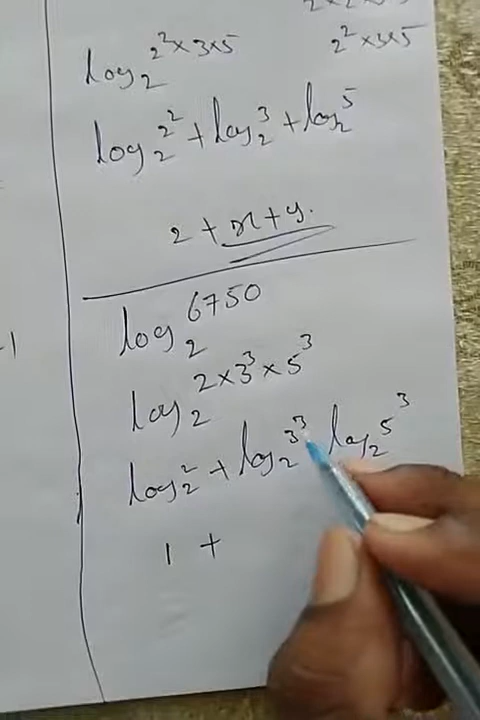 2² × 3 × 5
log₂ 2² × 3 × 5
log₂ 2² + log₂ 3 + log₂ 5
2 + x + y.
log₂ 6750
-1
log₂ 2 × 3³ × 5³
log₂ 2 + log₂ 3³ log₂ 5³
1 +